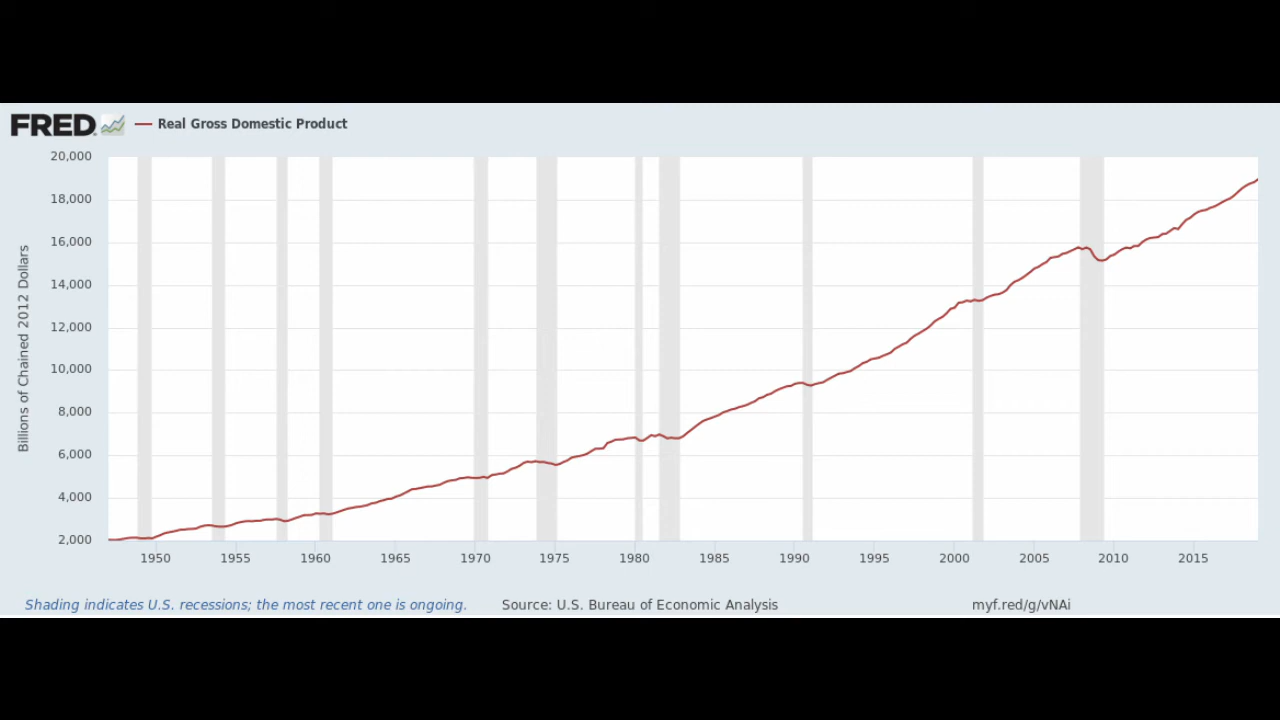 FRED
Real Gross Domestic Product
20,000
18,000
16,000
14,000
12,000
10,000
8,000
6,000
4,000
2,000
Billions of Chained 2012 Dollars
1950 1955 1960 1965 1970 1975 1980 1985 1990 1995 2000 2005 2010 2015
Shading indicates U.S. recessions; the most recent one is ongoing. Source: U.S. Bureau of Economic Analysis myf.red/g/vNAi